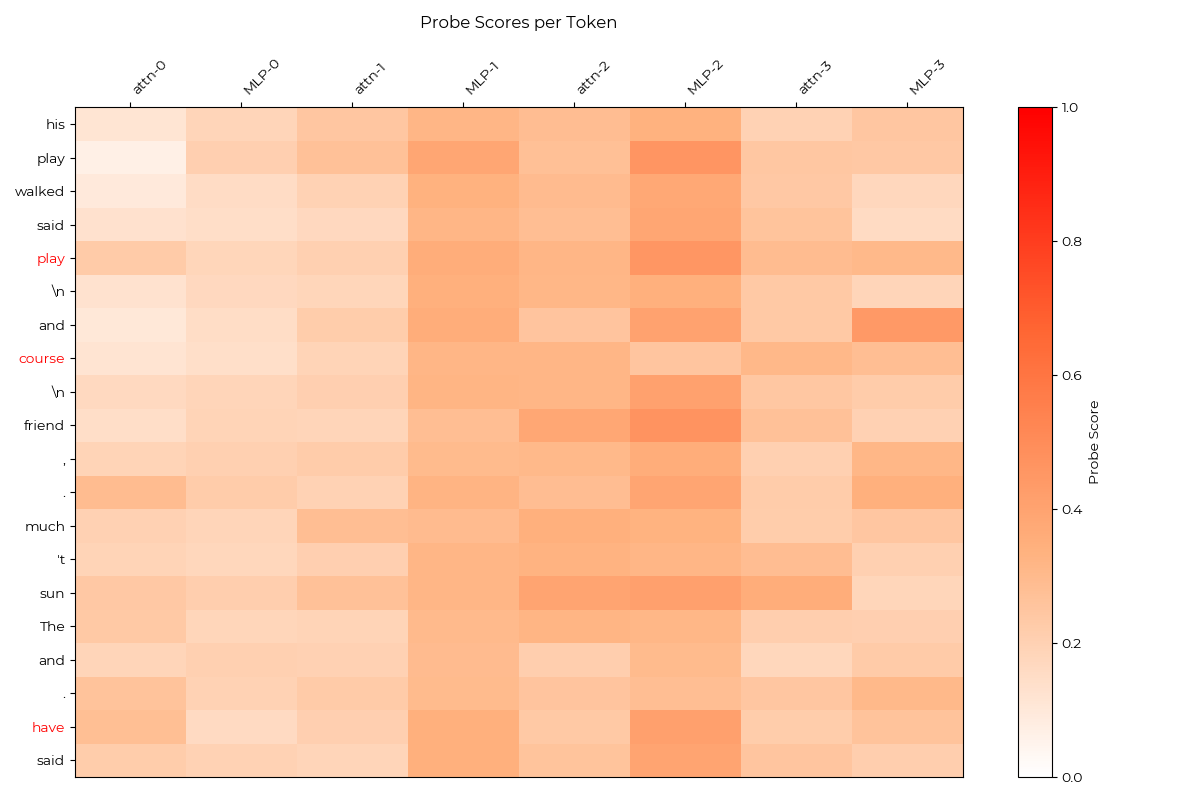 Probe Scores per Token
attn-0 MLP-0 attn-1 MLP-1 attn-2 MLP-2 attn-3 MLP-3
his
play
walked
said
play
\n
and
course
\n
friend
,
.
much
't
sun
The
and
.
have
said
1.0
0.8
0.6
0.4
0.2
0.0
Probe Score